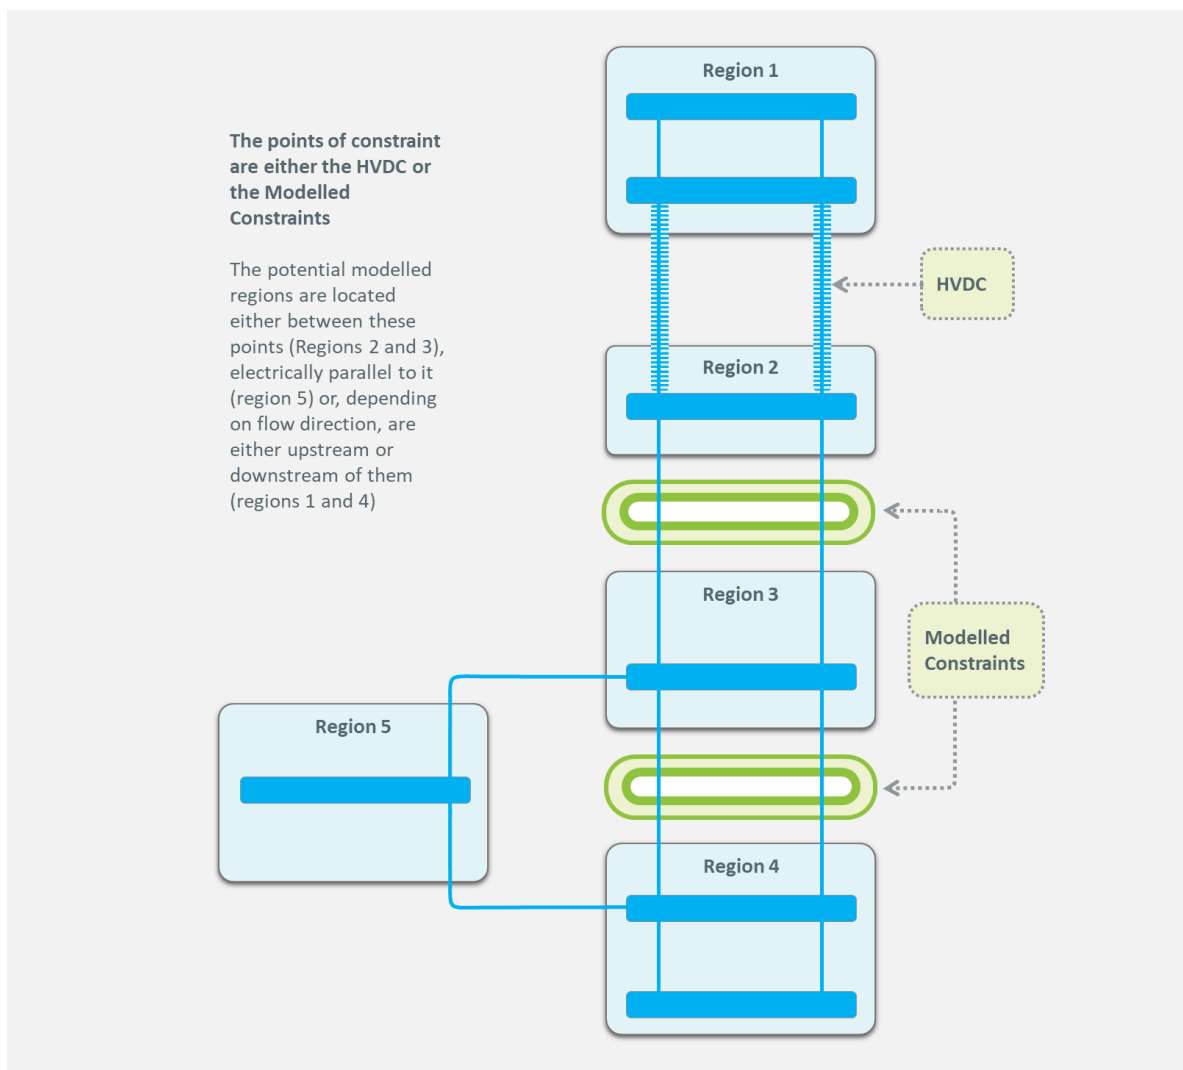 Region 1
The points of constraint
are either the HVDC or
the Modelled
Constraints
The potential modelled
regions are located
either between these
points (Regions 2 and 3),
electrically parallel to it
(region 5) or, depending
on flow direction, are
either upstream or
downstream of them
(regions 1 and 4)
HVDC
Region 2
Region 3
Modelled
Constraints
Region 5
Region 4